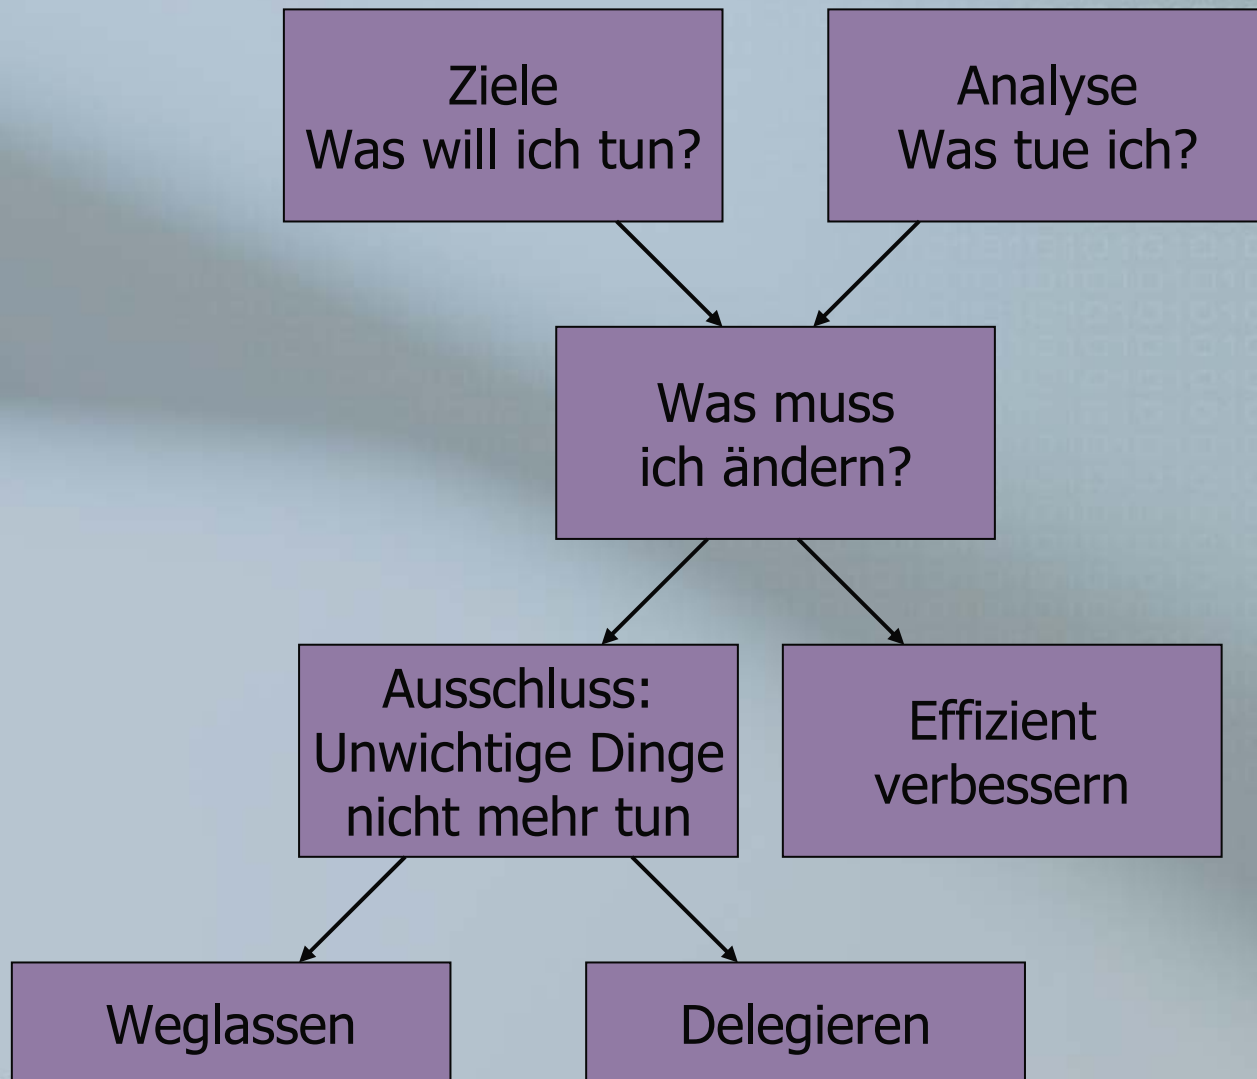 Ziele
Was will ich tun?
Analyse
Was tue ich?
Was muss
ich ändern?
Ausschluss:
Unwichtige Dinge
nicht mehr tun
Effizient
verbessern
Weglassen
Delegieren